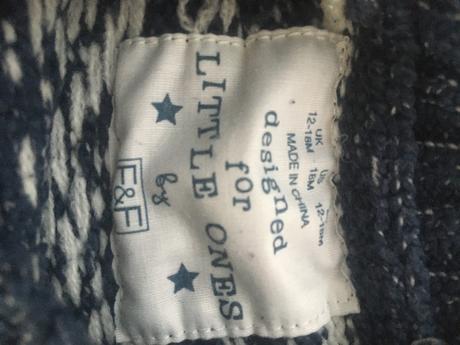 UK US
12-18M 18M 12-18m
MADE IN CHINA
designed
for
LITTLE ONES
by
F&F